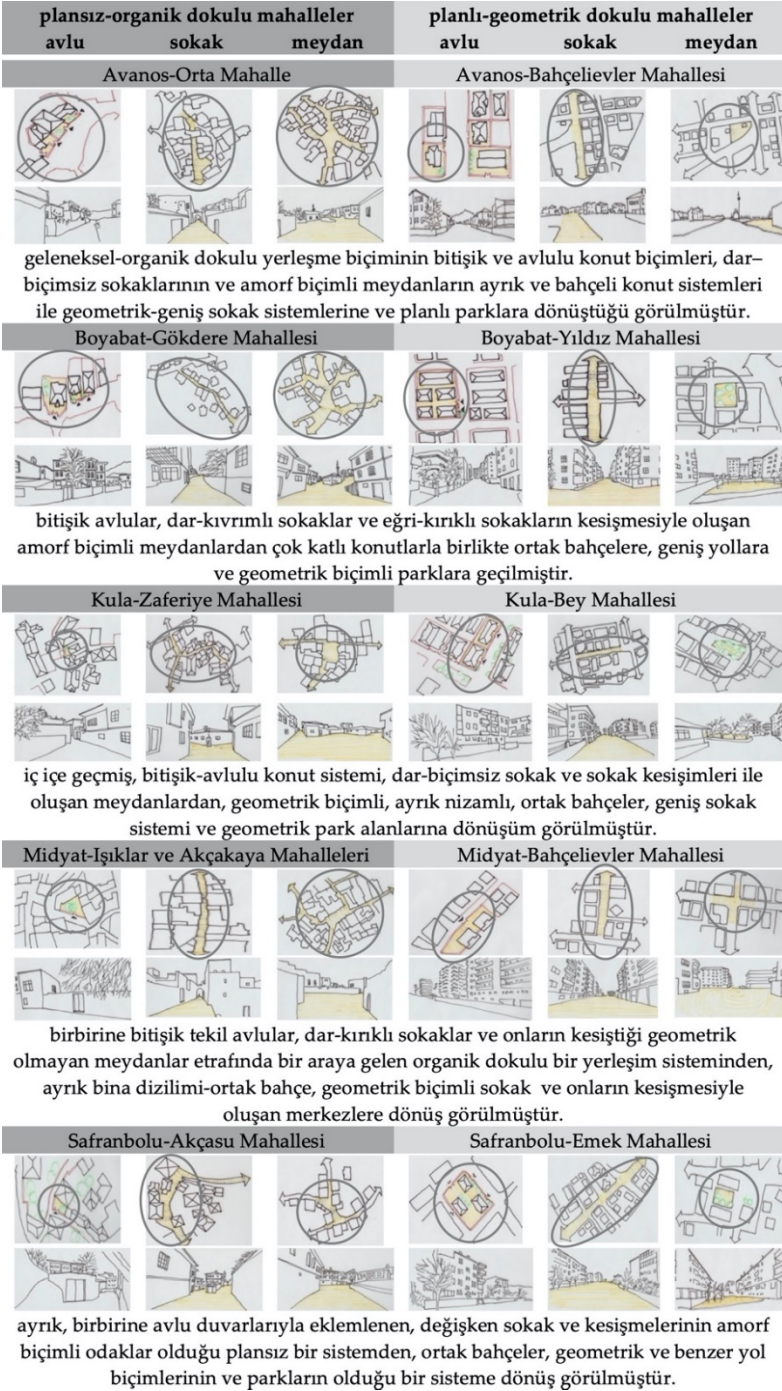 plansız-organik dokulu mahalleler
planlı-geometrik dokulu mahalleler
avlu sokak meydan
avlu sokak meydan
Avanos-Orta Mahalle
Avanos-Bahçelievler Mahallesi
geleneksel-organik dokulu yerleşme biçiminin bitişik ve avlulu konut biçimleri, dar–
biçimsiz sokaklarının ve amorf biçimli meydanların ayrık ve bahçeli konut sistemleri
ile geometrik-geniş sokak sistemlerine ve planlı parklara dönüştüğü görülmüştür.
Boyabat-Gökdere Mahallesi
Boyabat-Yıldız Mahallesi
bitişik avlular, dar-kıvrımlı sokaklar ve eğri-kırıklı sokakların kesişmesiyle oluşan
amorf biçimli meydanlardan çok katlı konutlarla birlikte ortak bahçelere, geniş yollara
ve geometrik biçimli parklara geçilmiştir.
Kula-Zaferiye Mahallesi
Kula-Bey Mahallesi
iç içe geçmiş, bitişik-avlulu konut sistemi, dar-biçimsiz sokak ve sokak kesişimleri ile
oluşan meydanlardan, geometrik biçimli, ayrık nizamlı, ortak bahçeler, geniş sokak
sistemi ve geometrik park alanlarına dönüşüm görülmüştür.
Midyat-Işıklar ve Akçakaya Mahalleleri
Midyat-Bahçelievler Mahallesi
birbirine bitişik tekil avlular, dar-kırıklı sokaklar ve onların kesiştiği geometrik
olmayan meydanlar etrafında bir araya gelen organik dokulu bir yerleşim sisteminden,
ayrık bina dizilimi-ortak bahçe, geometrik biçimli sokak ve onların kesişmesiyle
oluşan merkezlere dönüş görülmüştür.
Safranbolu-Akçasu Mahallesi
Safranbolu-Emek Mahallesi
ayrık, birbirine avlu duvarlarıyla eklemlenen, değişken sokak ve kesişmelerinin amorf
biçimli odaklar olduğu plansız bir sistemden, ortak bahçeler, geometrik ve benzer yol
biçimlerinin ve parkların olduğu bir sisteme dönüş görülmüştür.